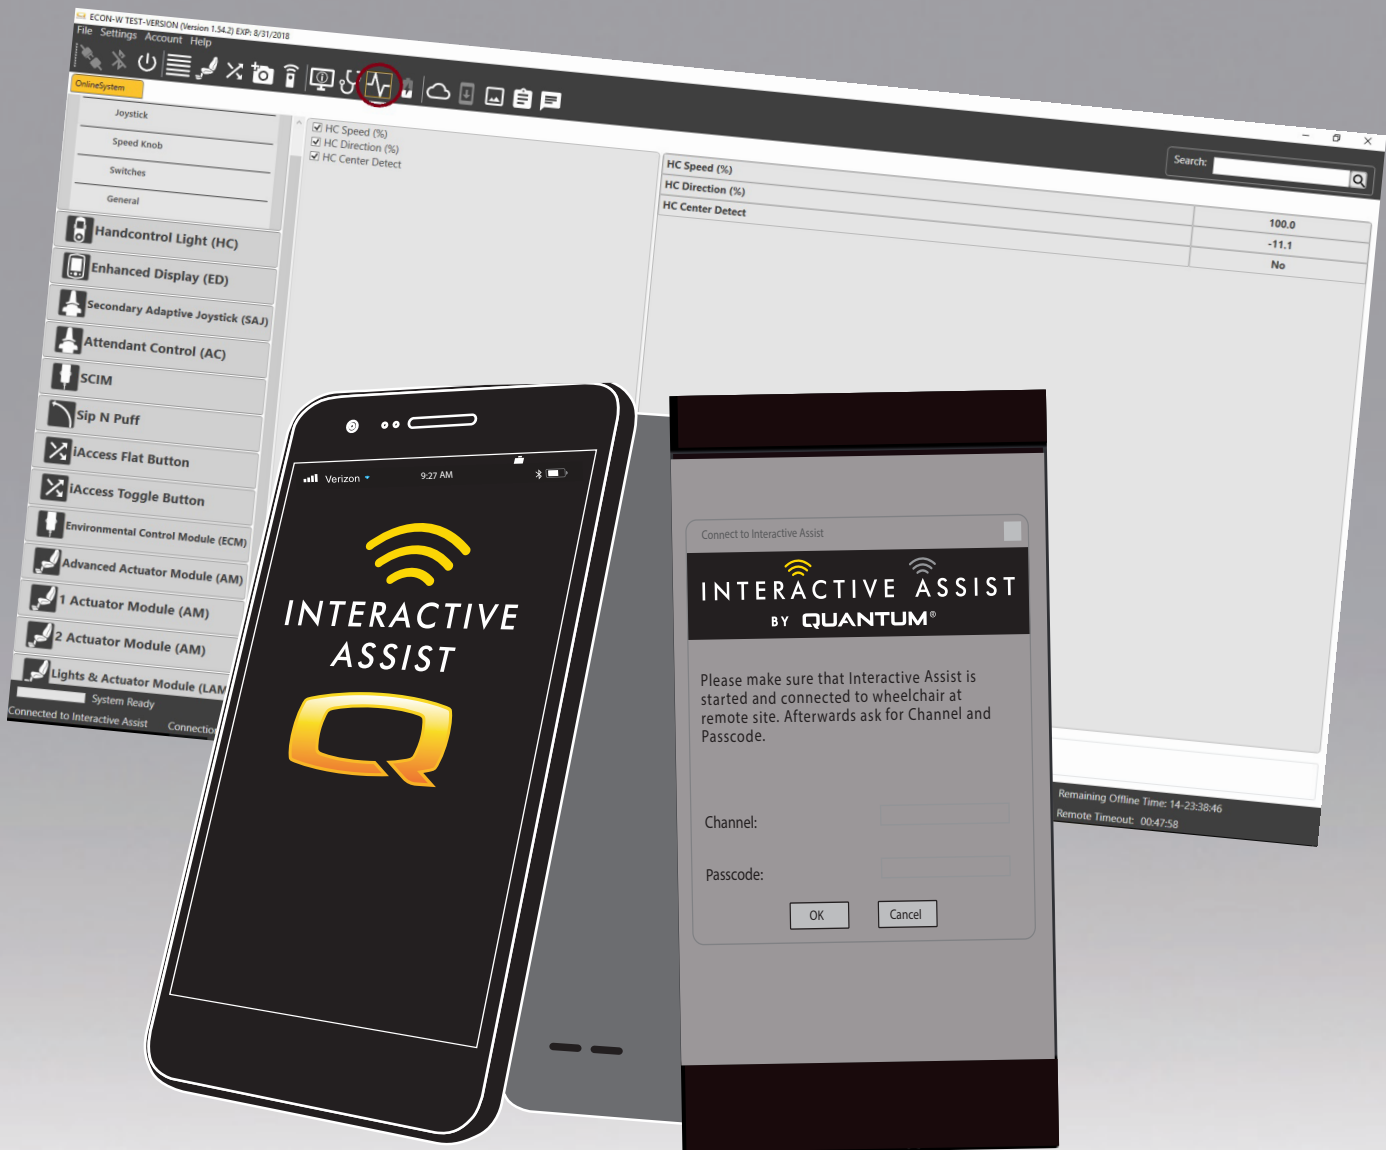 ECON-W TEST-VERSION (Version 1.54.2) EXP: 8/31/2018
File Settings Account Help
Search:
OnlineSystem
Joystick
Speed Knob
Switches
General
Handcontrol Light (HC)
Enhanced Display (ED)
Secondary Adaptive Joystick (SAJ)
Attendant Control (AC)
SCIM
Sip N Puff
iAccess Flat Button
iAccess Toggle Button
Environmental Control Module (ECM)
Advanced Actuator Module (AM)
1 Actuator Module (AM)
2 Actuator Module (AM)
Lights & Actuator Module (LAM
System Ready
Connected to Interactive Assist Connection
HC Speed (%)
HC Direction (%)
HC Center Detect
HC Speed (%) 100.0
HC Direction (%) -11.1
HC Center Detect No
Remaining Offline Time: 14-23:38:46
Remote Timeout: 00:47:58
Verizon 9:27 AM
INTERACTIVE
ASSIST
Q
Connect to Interactive Assist
INTERACTIVE ASSIST
BY QUANTUM®
Please make sure that Interactive Assist is
started and connected to wheelchair at
remote site. Afterwards ask for Channel and
Passcode.
Channel:
Passcode:
OK Cancel